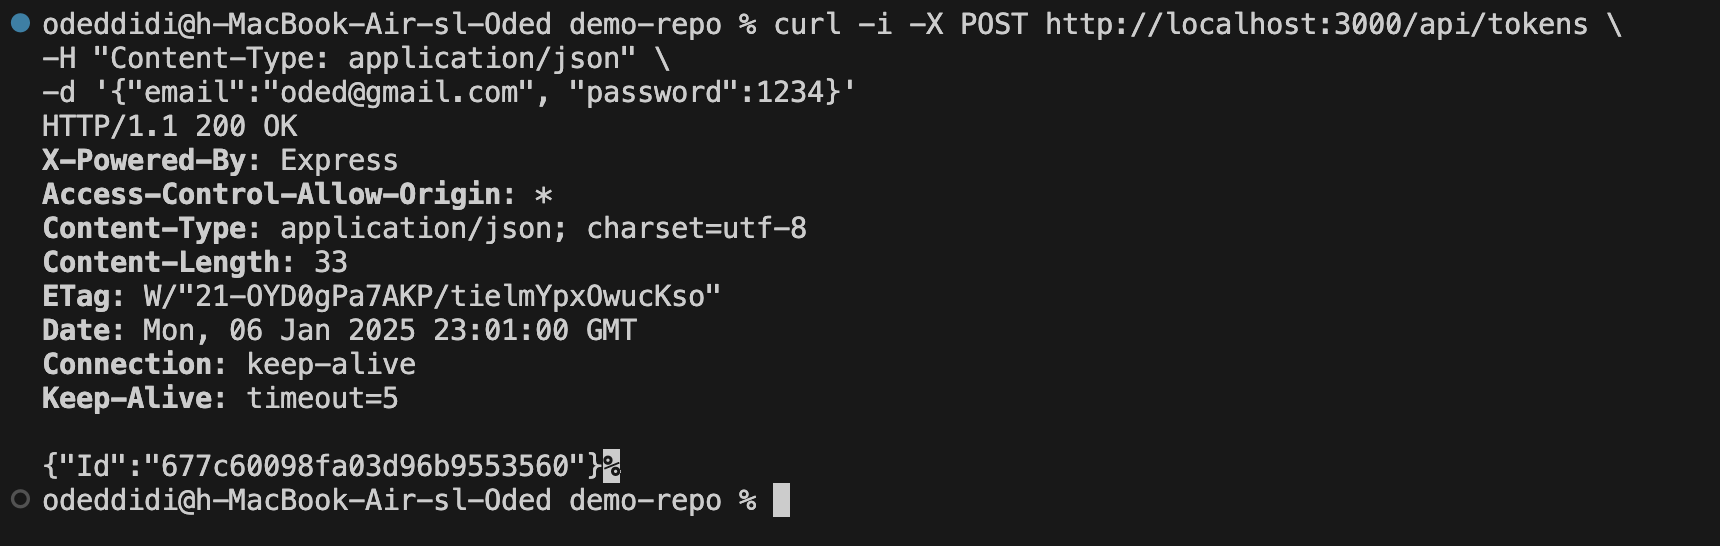 odeddidi@h-MacBook-Air-sl-Oded demo-repo % curl -i -X POST http://localhost:3000/api/tokens \
-H "Content-Type: application/json" \
-d '{"email":"oded@gmail.com", "password":1234}'
HTTP/1.1 200 OK
X-Powered-By: Express
Access-Control-Allow-Origin: *
Content-Type: application/json; charset=utf-8
Content-Length: 33
ETag: W/"21-OYD0gPa7AKP/tielmYpxOwucKso"
Date: Mon, 06 Jan 2025 23:01:00 GMT
Connection: keep-alive
Keep-Alive: timeout=5
{"Id":"677c60098fa03d96b9553560"}%
odeddidi@h-MacBook-Air-sl-Oded demo-repo %